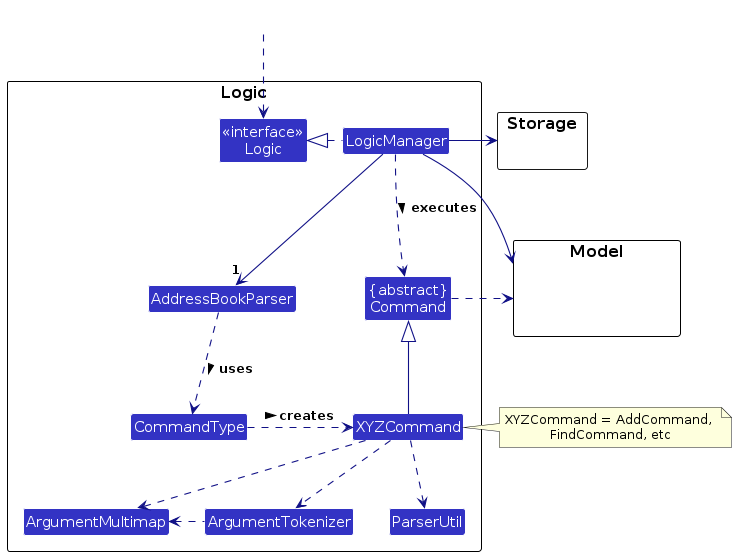 Logic
«interface»
Logic
LogicManager
Storage
executes
Model
1
AddressBookParser
{abstract}
Command
uses
CommandType
creates
XYZCommand
XYZCommand = AddCommand,
FindCommand, etc
ArgumentMultimap
ArgumentTokenizer
ParserUtil